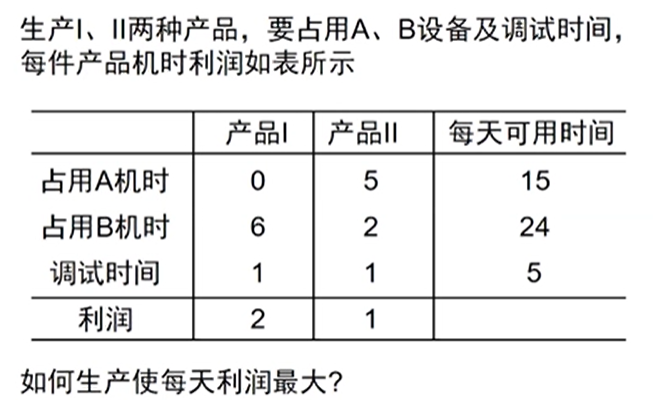 生产I、II两种产品，要占用A、B设备及调试时间，
每件产品机时利润如表所示
产品I 产品II 每天可用时间
占用A机时 0 5 15
占用B机时 6 2 24
调试时间 1 1 5
利润 2 1
如何生产使每天利润最大?